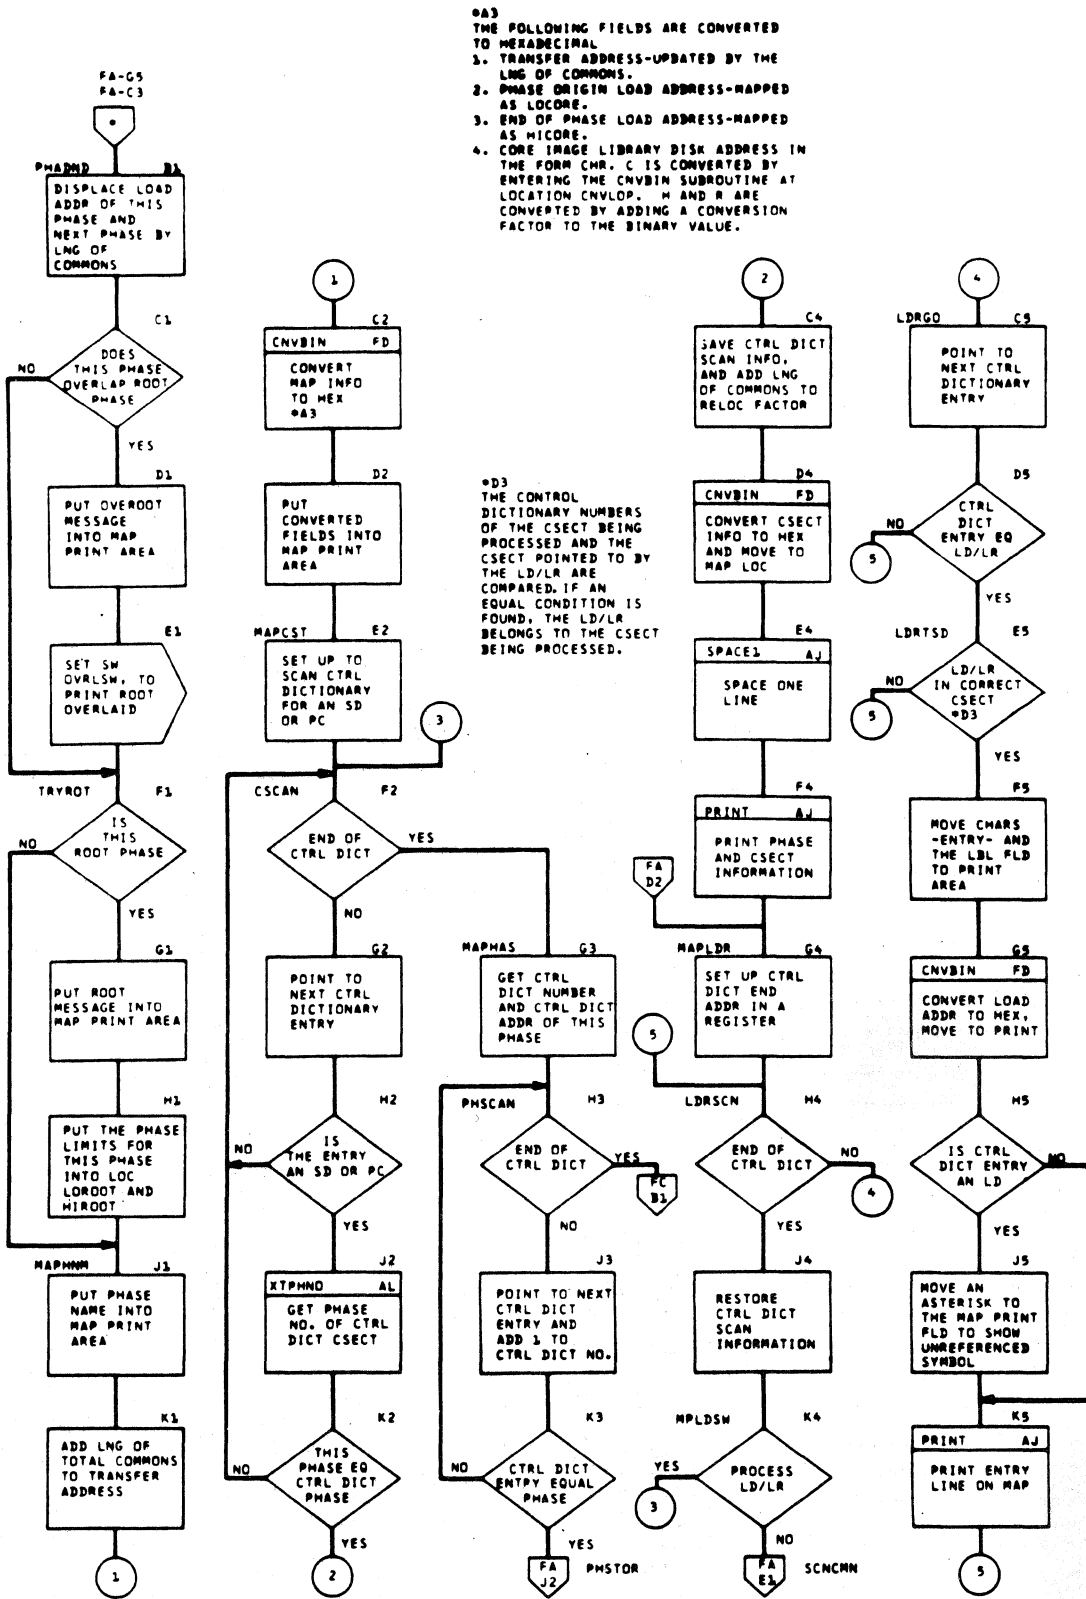 *A3
THE FOLLOWING FIELDS ARE CONVERTED
TO HEXADECIMAL
1. TRANSFER ADDRESS-UPDATED BY THE
LNG OF COMMONS.
2. PHASE ORIGIN LOAD ADDRESS-MAPPED
AS LOCORE.
3. END OF PHASE LOAD ADDRESS-MAPPED
AS HICORE.
4. CORE IMAGE LIBRARY DISK ADDRESS IN
THE FORM CHR. C IS CONVERTED BY
ENTERING THE CNVBIN SUBROUTINE AT
LOCATION CNVLOP. H AND R ARE
CONVERTED BY ADDING A CONVERSION
FACTOR TO THE BINARY VALUE.
FA-G5
FA-C3
*
PHADND B1
DISPLACE LOAD
ADDR OF THIS
PHASE AND
NEXT PHASE BY
LNG OF
COMMONS
C1
DOES
THIS PHASE
OVERLAP ROOT
PHASE
NO
YES
D1
PUT OVEROOT
MESSAGE
INTO MAP
PRINT AREA
E1
SET SW
OVRLSW, TO
PRINT ROOT
OVERLAID
TRYROT F1
IS
THIS
ROOT PHASE
NO
YES
G1
PUT ROOT
MESSAGE INTO
MAP PRINT AREA
H1
PUT THE PHASE
LIMITS FOR
THIS PHASE
INTO LOC
LOROOT AND
HIROOT
MAPHNM J1
PUT PHASE
NAME INTO
MAP PRINT
AREA
K1
ADD LNG OF
TOTAL COMMONS
TO TRANSFER
ADDRESS
1
1
C2
CNVBIN FD
CONVERT
MAP INFO
TO HEX
*A3
D2
PUT
CONVERTED
FIELDS INTO
MAP PRINT
AREA
MAPCST E2
SET UP TO
SCAN CTRL
DICTIONARY
FOR AN SD
OR PC
3
CSCAN F2
END OF
CTRL DICT
YES
NO
G2
POINT TO
NEXT CTRL
DICTIONARY
ENTRY
H2
IS
THE ENTRY
AN SD OR PC
NO
YES
J2
XTPHNO AL
GET PHASE
NO. OF CTRL
DICT CSECT
K2
THIS
PHASE EQ
CTRL DICT
PHASE
NO
YES
2
*D3
THE CONTROL
DICTIONARY NUMBERS
OF THE CSECT BEING
PROCESSED AND THE
CSECT POINTED TO BY
THE LD/LR ARE
COMPARED. IF AN
EQUAL CONDITION IS
FOUND, THE LD/LR
BELONGS TO THE CSECT
BEING PROCESSED.
MAPHAS G3
GET CTRL
DICT NUMBER
AND CTRL DICT
ADDR OF THIS
PHASE
PHSCAN H3
END OF
CTRL DICT
YES
FC
B1
NO
J3
POINT TO NEXT
CTRL DICT
ENTRY AND
ADD 1 TO
CTRL DICT NO.
K3
CTRL DICT
ENTRY EQUAL
PHASE
NO
YES
FA
J2
PHSTOR
2
C4
SAVE CTRL DICT
SCAN INFO,
AND ADD LNG
OF COMMONS TO
RELOC FACTOR
D4
CNVBIN FD
CONVERT CSECT
INFO TO HEX
AND MOVE TO
MAP LOC
E4
SPACE1 AJ
SPACE ONE
LINE
F4
PRINT AJ
PRINT PHASE
AND CSECT
INFORMATION
FA
D2
MAPLDR G4
SET UP CTRL
DICT END
ADDR IN A
REGISTER
5
LDRSCN H4
END OF
CTRL DICT
NO
4
YES
J4
RESTORE
CTRL DICT
SCAN
INFORMATION
MPLDSW K4
PROCESS
LD/LR
YES
3
NO
FA
E1
SCNCMN
4
LDRGO C5
POINT TO
NEXT CTRL
DICTIONARY
ENTRY
D5
CTRL
DICT
ENTRY EQ
LD/LR
NO
5
YES
LDRTSD E5
LD/LR
IN CORRECT
CSECT
*D3
NO
5
YES
F5
MOVE CHARS
-ENTRY- AND
THE LBL FLD
TO PRINT
AREA
G5
CNVBIN FD
CONVERT LOAD
ADDR TO HEX,
MOVE TO PRINT
H5
IS CTRL
DICT ENTRY
AN LD
NO
YES
J5
MOVE AN
ASTERISK TO
THE MAP PRINT
FLD TO SHOW
UNREFERENCED
SYMBOL
K5
PRINT AJ
PRINT ENTRY
LINE ON MAP
5